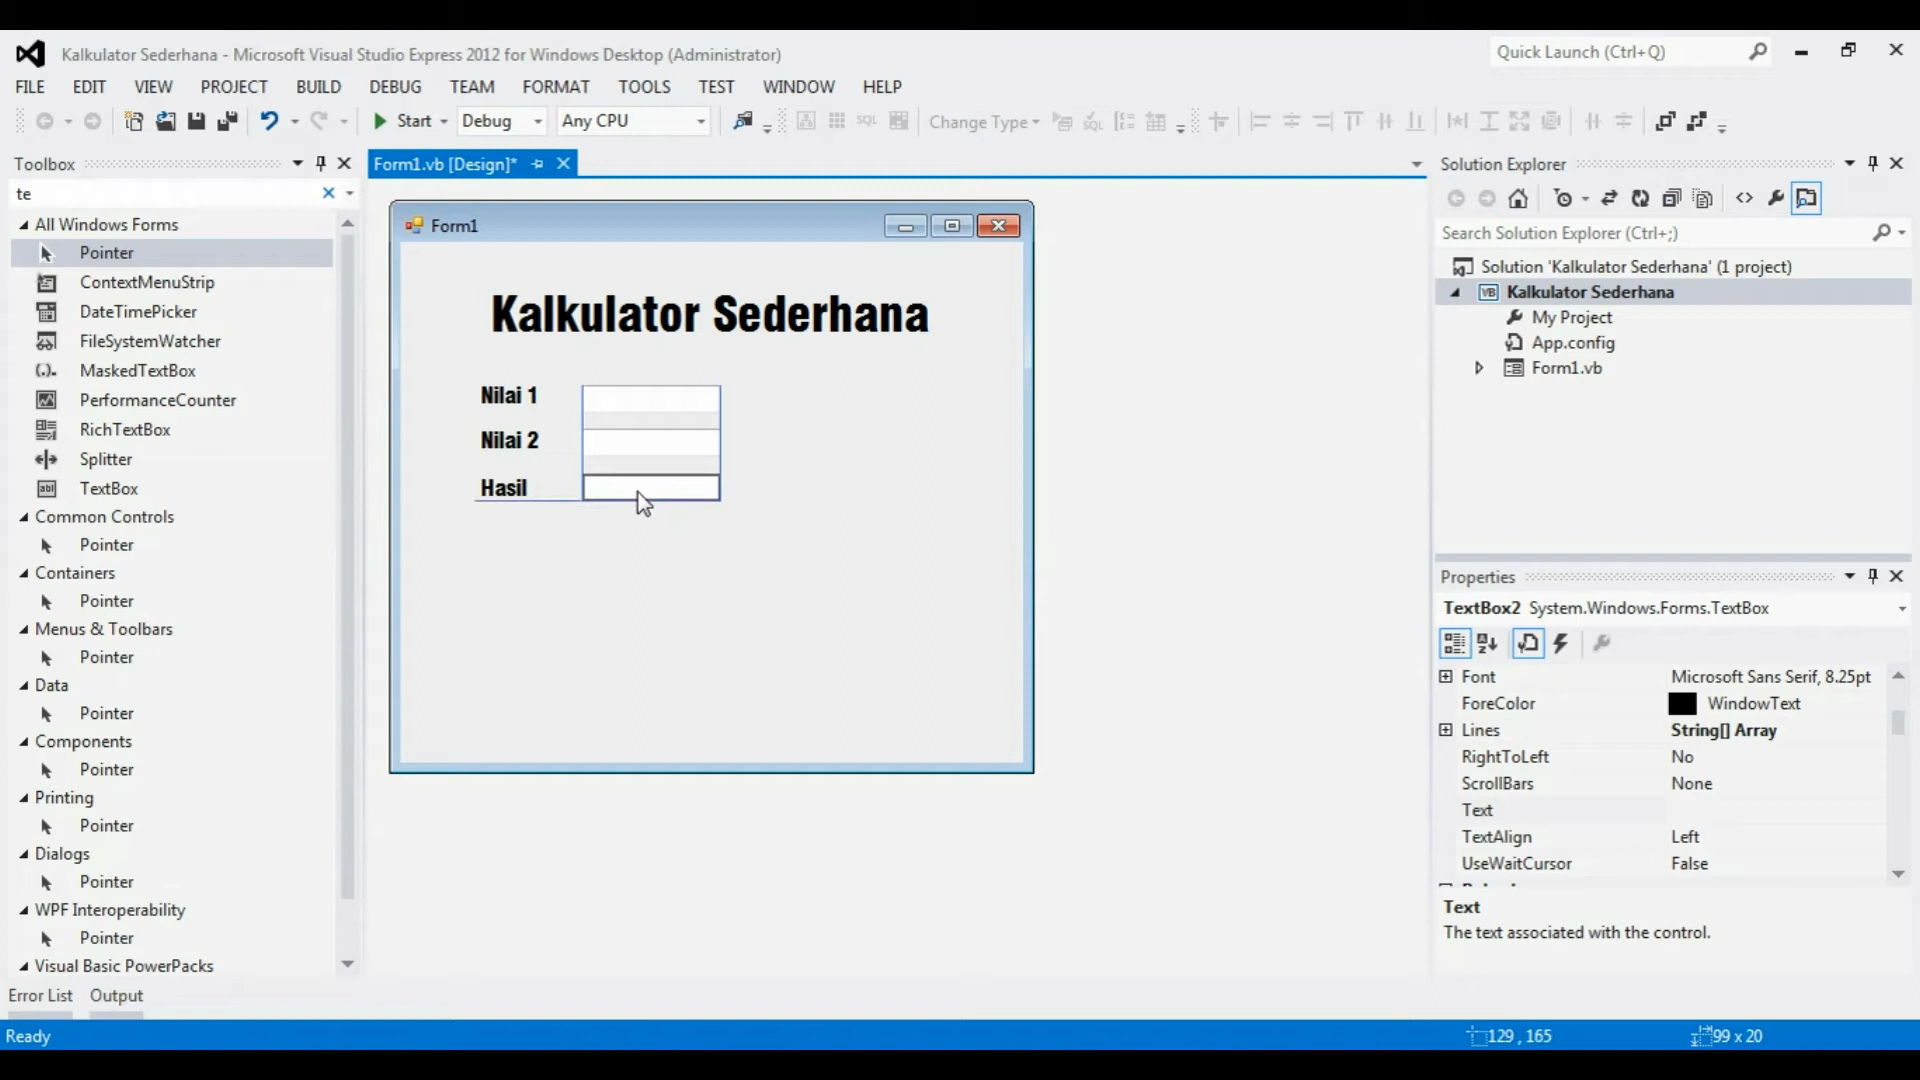 Kalkulator Sederhana - Microsoft Visual Studio Express 2012 for Windows Desktop (Administrator)
Quick Launch (Ctrl+Q)
FILE EDIT VIEW PROJECT BUILD DEBUG TEAM FORMAT TOOLS TEST WINDOW HELP
Start Debug Any CPU SQL Change Type
Toolbox
te
All Windows Forms
Pointer
ContextMenuStrip
DateTimePicker
FileSystemWatcher
MaskedTextBox
PerformanceCounter
RichTextBox
Splitter
TextBox
Common Controls
Pointer
Containers
Pointer
Menus & Toolbars
Pointer
Data
Pointer
Components
Pointer
Printing
Pointer
Dialogs
Pointer
WPF Interoperability
Pointer
Visual Basic PowerPacks
Form1.vb [Design]*
Form1
Kalkulator Sederhana
Nilai 1
Nilai 2
Hasil
Solution Explorer
Search Solution Explorer (Ctrl+;)
Solution 'Kalkulator Sederhana' (1 project)
VB Kalkulator Sederhana
My Project
App.config
Form1.vb
Properties
TextBox2 System.Windows.Forms.TextBox
Font Microsoft Sans Serif, 8.25pt
ForeColor WindowText
Lines String[] Array
RightToLeft No
ScrollBars None
Text
TextAlign Left
UseWaitCursor False
Text
The text associated with the control.
Error List Output
Ready
129 , 165
99 x 20